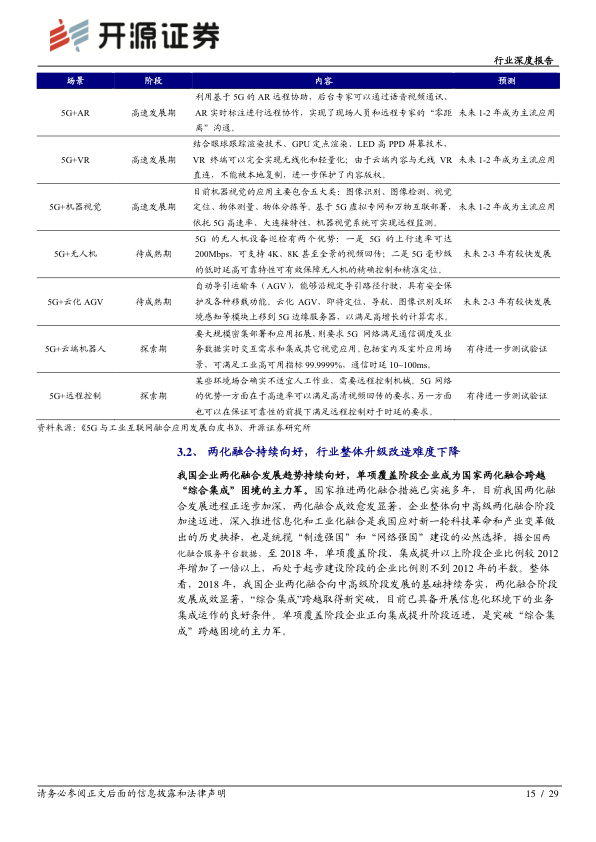 开源证券
行业深度报告
场景 阶段 内容 预测
5G+AR 高速发展期 利用基于 5G 的 AR 远程协助，后台专家可以通过语音视频通讯、
AR 实时标注进行远程协作，实现了现场人员和远程专家的“零距
离”沟通。 未来 1-2 年成为主流应用
5G+VR 高速发展期 结合眼球跟踪渲染技术、GPU 定点渲染、LED 高 PPD 屏幕技术，
VR 终端可以完全实现无线化和轻量化；由于云端内容与无线 VR
直连，不能被本地复制，进一步保护了内容版权。 未来 1-2 年成为主流应用
5G+机器视觉 高速发展期 目前机器视觉的应用主要包含五大类：图像识别、图像检测、视觉
定位、物体测量、物体分拣等。基于 5G 虚拟专网和万物互联部署，
依托 5G 高速率、大连接特性，机器视觉系统可实现远程监测。 未来 1-2 年成为主流应用
5G+无人机 待成熟期 5G 的无人机设备巡检有两个优势：一是 5G 的上行速率可达
200Mbps，可支持 4K、8K 甚至全景的视频回传；二是 5G 毫秒级
的低时延高可靠特性可有效保障无人机的精确控制和精准定位。 未来 2-3 年有较快发展
5G+云化 AGV 待成熟期 自动导引运输车（AGV），能够沿规定导引路径行驶，具有安全保
护及各种移载功能。云化 AGV，即将定位、导航、图像识别及环
境感知等模块上移到 5G 边缘服务器，以满足高增长的计算需求。 未来 2-3 年有较快发展
5G+云端机器人 探索期 要大规模密集部署和应用拓展，则要求 5G 网络满足通信调度及业
务数据实时交互需求和集成其它视觉应用。包括室内及室外应用场
景，可满足工业高可用指标 99.9999%，通信时延 10~100ms。 有待进一步测试验证
5G+远程控制 探索期 某些环境场合确实不适宜人工作业，需要远程控制机械。5G 网络
的优势一方面在于高速率可以满足高清视频回传的要求，另一方面
也可以在保证可靠性的前提下满足远程控制对于时延的要求。 有待进一步测试验证
资料来源：《5G 与工业互联网融合应用发展白皮书》、开源证券研究所
3.2、 两化融合持续向好，行业整体升级改造难度下降
我国企业两化融合发展趋势持续向好，单项覆盖阶段企业成为国家两化融合跨越
“综合集成”困境的主力军。国家推进两化融合措施已实施多年，目前我国两化融
合发展进程正逐步加深，两化融合成效愈发显著，企业整体向中高级两化融合阶段
加速迈进，深入推进信息化和工业化融合是我国应对新一轮科技革命和产业变革做
出的历史抉择，也是统揽“制造强国”和“网络强国”建设的必然选择。据全国两
化融合服务平台数据，至 2018 年，单项覆盖阶段、集成提升以上阶段企业比例较 2012
年增加了一倍以上，而处于起步建设阶段的企业比例则不到 2012 年的半数。整体
看，2018 年，我国企业两化融合向中高级阶段发展的基础持续夯实，两化融合阶段
发展成效显著，“综合集成”跨越取得新突破，目前已具备开展信息化环境下的业务
集成运作的良好条件。单项覆盖阶段企业正向集成提升阶段迈进，是突破“综合集
成”跨越困境的主力军。
请务必参阅正文后面的信息披露和法律声明
15 / 29